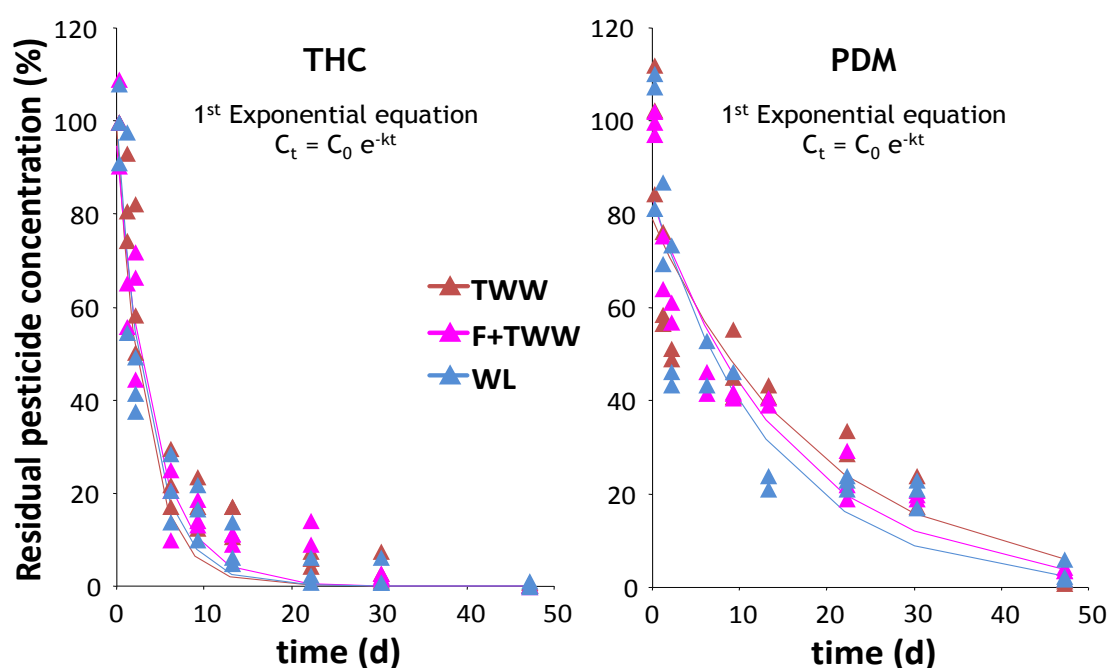 Residual pesticide concentration (%)
120
100
80
60
40
20
0
THC
1st Exponential equation
Ct = C0 e-kt
TWW
F+TWW
WL
0 10 20 30 40 50
time (d)
120
100
80
60
40
20
0
PDM
1st Exponential equation
Ct = C0 e-kt
0 10 20 30 40 50
time (d)